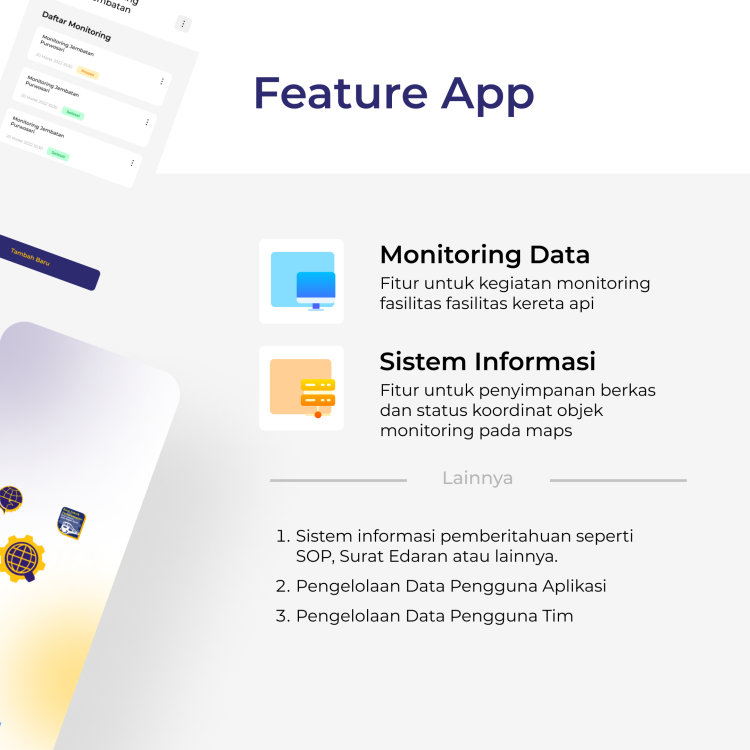 mbatan
Daftar Monitoring
Monitoring Jembatan
Purwosari
Monitoring Jembatan
Purwosari
Monitoring Jembatan
Purwosari
Tambah Baru
Feature App
Monitoring Data
Fitur untuk kegiatan monitoring
fasilitas fasilitas kereta api
Sistem Informasi
Fitur untuk penyimpanan berkas
dan status koordinat objek
monitoring pada maps
Lainnya
1. Sistem informasi pemberitahuan seperti
SOP, Surat Edaran atau lainnya.
2. Pengelolaan Data Pengguna Aplikasi
3. Pengelolaan Data Pengguna Tim